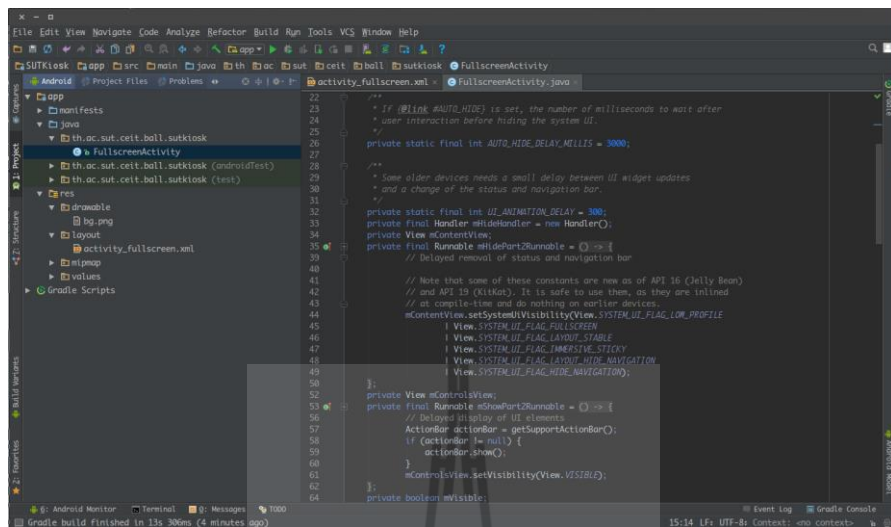 File Edit View Navigate Code Analyze Refactor Build Run Tools VCS Window Help
app
SUTKiosk app src main java th ac sut ceit ball sutkiosk FullscreenActivity
Android Project Files Problems
activity_fullscreen.xml FullscreenActivity.java
Captures
1: Project
Z: Structure
Build Variants
2: Favorites
app
manifests
java
th.ac.sut.ceit.ball.sutkiosk
FullscreenActivity
th.ac.sut.ceit.ball.sutkiosk (androidTest)
th.ac.sut.ceit.ball.sutkiosk (test)
res
drawable
bg.png
layout
activity_fullscreen.xml
mipmap
values
Gradle Scripts
22 /**
23 * If {@link #AUTO_HIDE} is set, the number of milliseconds to wait after
24 * user interaction before hiding the system UI.
25 */
26 private static final int AUTO_HIDE_DELAY_MILLIS = 3000;
27
28 /**
29 * Some older devices needs a small delay between UI widget updates
30 * and a change of the status and navigation bar.
31 */
32 private static final int UI_ANIMATION_DELAY = 300;
33 private final Handler mHideHandler = new Handler();
34 private View mContentView;
35 private final Runnable mHidePart2Runnable = () -> {
39 // Delayed removal of status and navigation bar
40
41 // Note that some of these constants are new as of API 16 (Jelly Bean)
42 // and API 19 (KitKat). It is safe to use them, as they are inlined
43 // at compile-time and do nothing on earlier devices.
44 mContentView.setSystemUiVisibility(View.SYSTEM_UI_FLAG_LOW_PROFILE
45 | View.SYSTEM_UI_FLAG_FULLSCREEN
46 | View.SYSTEM_UI_FLAG_LAYOUT_STABLE
47 | View.SYSTEM_UI_FLAG_IMMERSIVE_STICKY
48 | View.SYSTEM_UI_FLAG_LAYOUT_HIDE_NAVIGATION
49 | View.SYSTEM_UI_FLAG_HIDE_NAVIGATION);
50 };
52 private View mControlsView;
53 private final Runnable mShowPart2Runnable = () -> {
56 // Delayed display of UI elements
57 ActionBar actionBar = getSupportActionBar();
58 if (actionBar != null) {
59 actionBar.show();
60 }
61 mControlsView.setVisibility(View.VISIBLE);
62 };
64 private boolean mVisible;
Gradle
Android Model
6: Android Monitor Terminal 0: Messages TODO Event Log Gradle Console
Gradle build finished in 13s 306ms (4 minutes ago) 15:14 LF: UTF-8: Context: <no context>